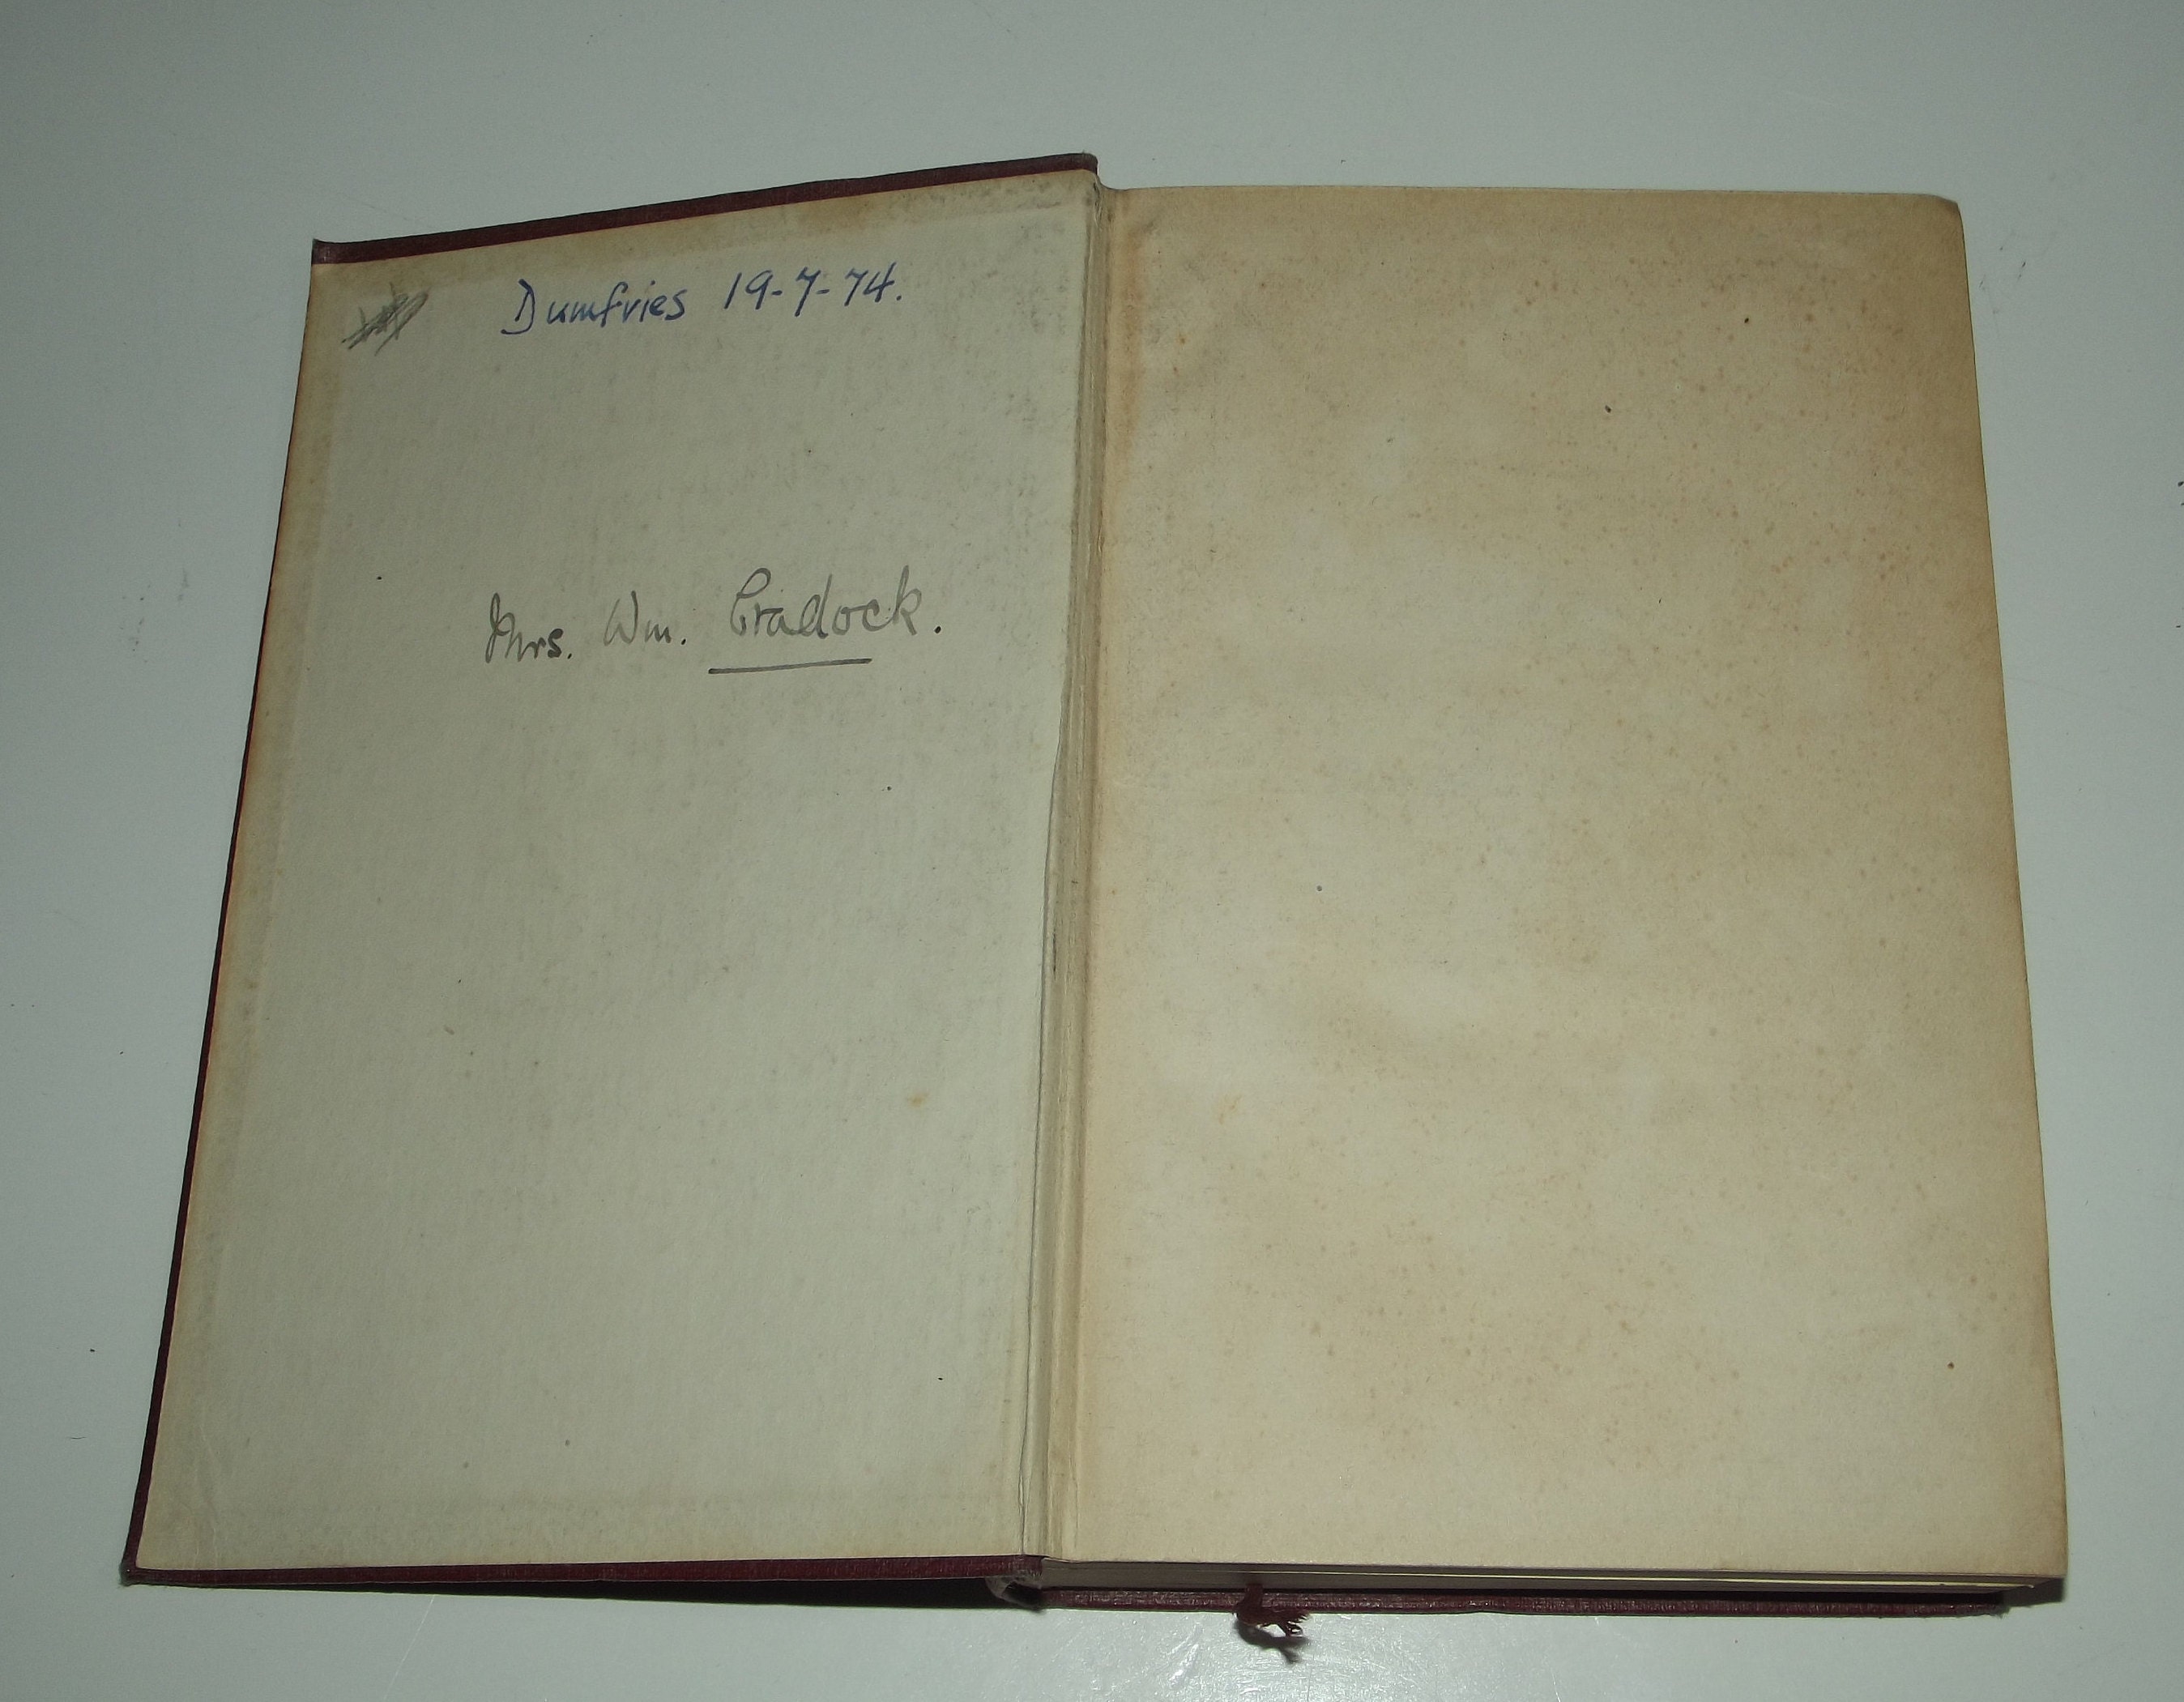 Dumfries 19-7-74.
Mrs. Wm. Cradock.